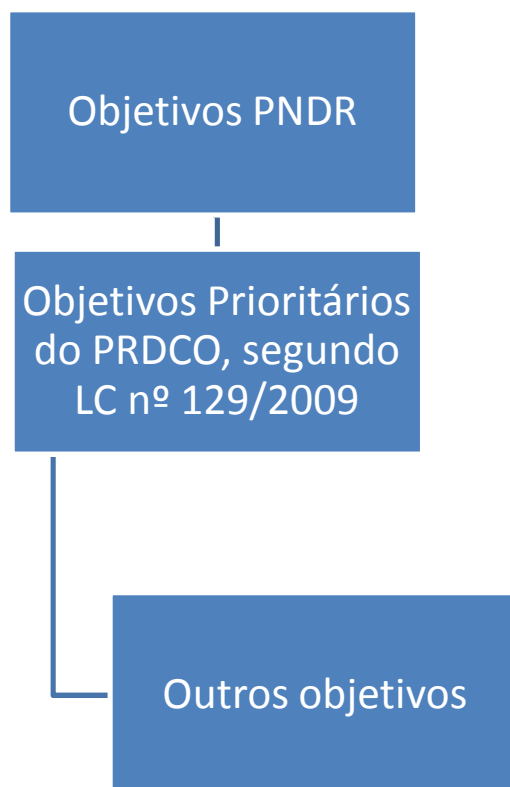 Objetivos PNDR
Objetivos Prioritários
do PRDCO, segundo
LC nº 129/2009
Outros objetivos